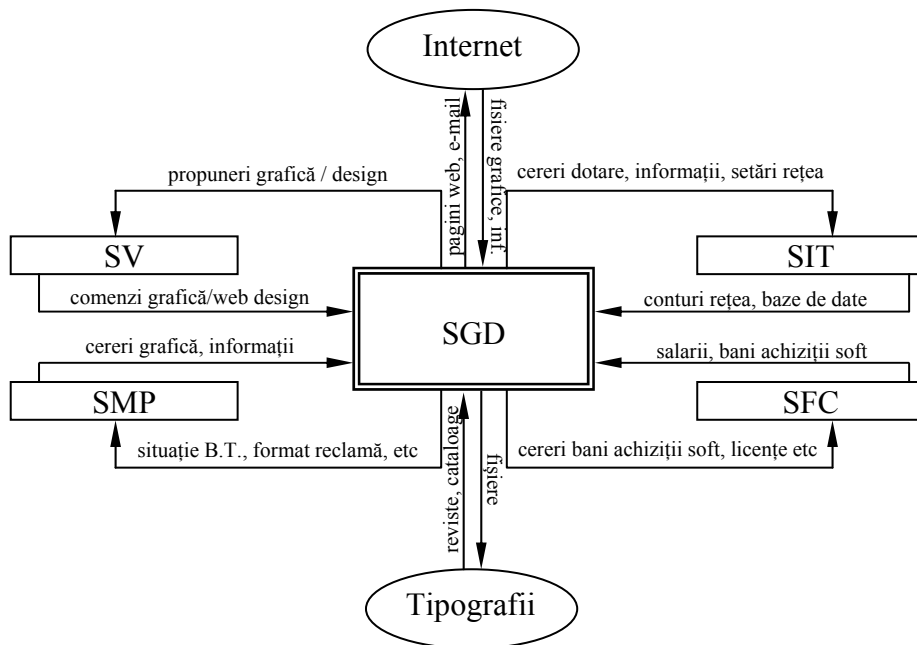 Internet
pagini web, e-mail
fisiere grafice, inf.
propuneri grafică / design
cereri dotare, informații, setări rețea
SV
SIT
comenzi grafică/web design
conturi rețea, baze de date
SGD
cereri grafică, informații
salarii, bani achiziții soft
SMP
SFC
situație B.T., format reclamă, etc
cereri bani achiziții soft, licențe etc
reviste, cataloage
fișiere
Tipografii